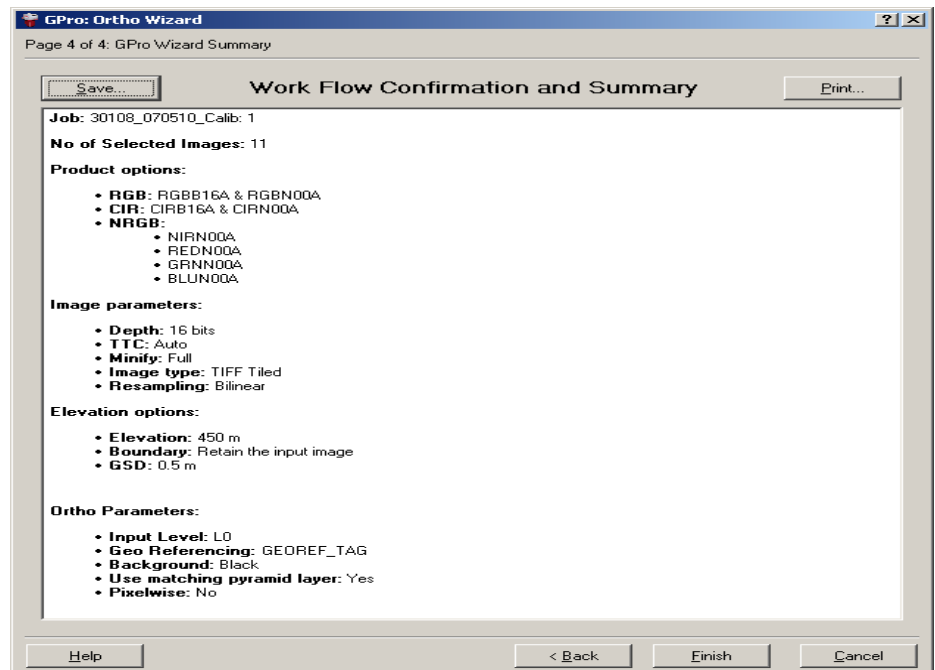 GPro: Ortho Wizard
Page 4 of 4: GPro Wizard Summary
Save... Work Flow Confirmation and Summary Print...
Job: 30108_070510_Calib: 1
No of Selected Images: 11
Product options:
• RGB: RGBB16A & RGBN00A
• CIR: CIRB16A & CIRN00A
• NRGB:
• NIRN00A
• REDN00A
• GRNN00A
• BLUN00A
Image parameters:
• Depth: 16 bits
• TTC: Auto
• Minify: Full
• Image type: TIFF Tiled
• Resampling: Bilinear
Elevation options:
• Elevation: 450 m
• Boundary: Retain the input image
• GSD: 0.5 m
Ortho Parameters:
• Input Level: L0
• Geo Referencing: GEOREF_TAG
• Background: Black
• Use matching pyramid layer: Yes
• Pixelwise: No
Help < Back Finish Cancel